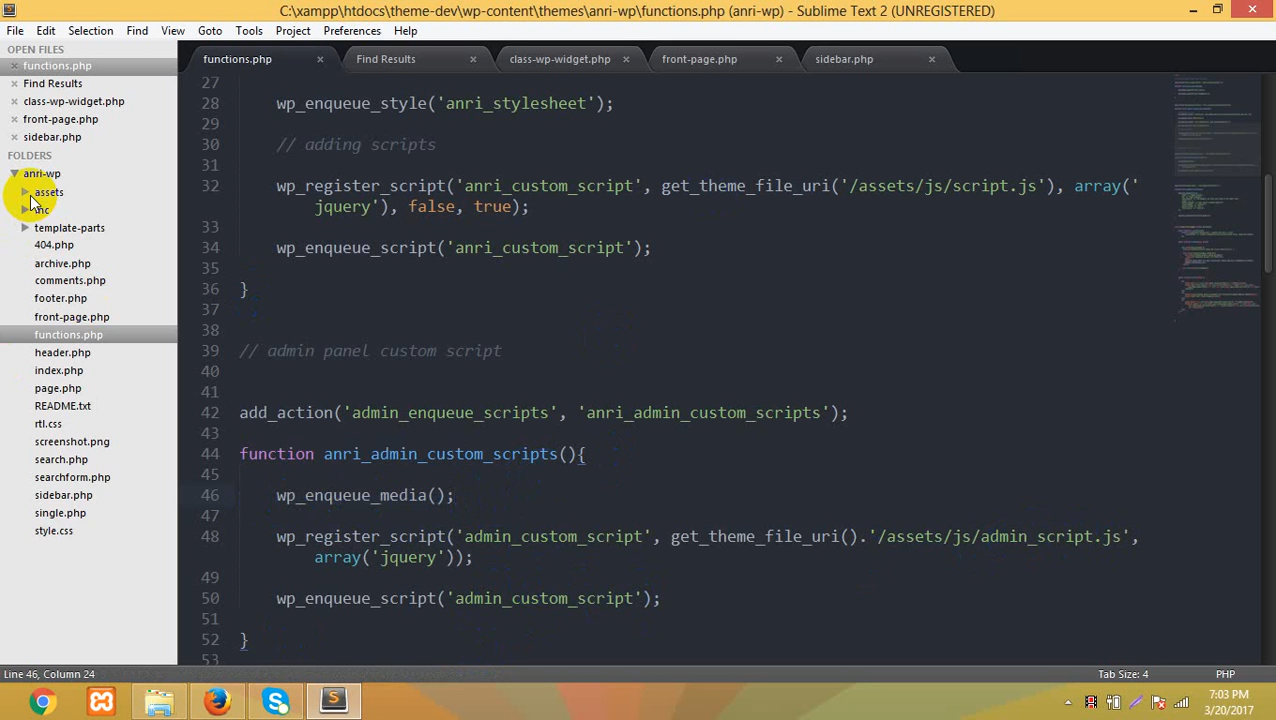 C:\xampp\htdocs\theme-dev\wp-content\themes\anri-wp\functions.php (anri-wp) - Sublime Text 2 (UNREGISTERED)
File Edit Selection Find View Goto Tools Project Preferences Help
OPEN FILES
functions.php
Find Results
class-wp-widget.php
front-page.php
sidebar.php
FOLDERS
anri-wp
assets
inc
template-parts
404.php
archive.php
comments.php
footer.php
front-page.php
functions.php
header.php
index.php
page.php
README.txt
rtl.css
screenshot.png
search.php
searchform.php
sidebar.php
single.php
style.css
functions.php Find Results class-wp-widget.php front-page.php sidebar.php
27
28 wp_enqueue_style('anri_stylesheet');
29
30 // adding scripts
31
32 wp_register_script('anri_custom_script', get_theme_file_uri('/assets/js/script.js'), array('
jquery'), false, true);
33
34 wp_enqueue_script('anri_custom_script');
35
36 }
37
38
39 // admin panel custom script
40
41
42 add_action('admin_enqueue_scripts', 'anri_admin_custom_scripts');
43
44 function anri_admin_custom_scripts(){
45
46 wp_enqueue_media();
47
48 wp_register_script('admin_custom_script', get_theme_file_uri().'/assets/js/admin_script.js',
array('jquery'));
49
50 wp_enqueue_script('admin_custom_script');
51
52 }
53
Line 46, Column 24
Tab Size: 4
PHP
7:03 PM
3/20/2017